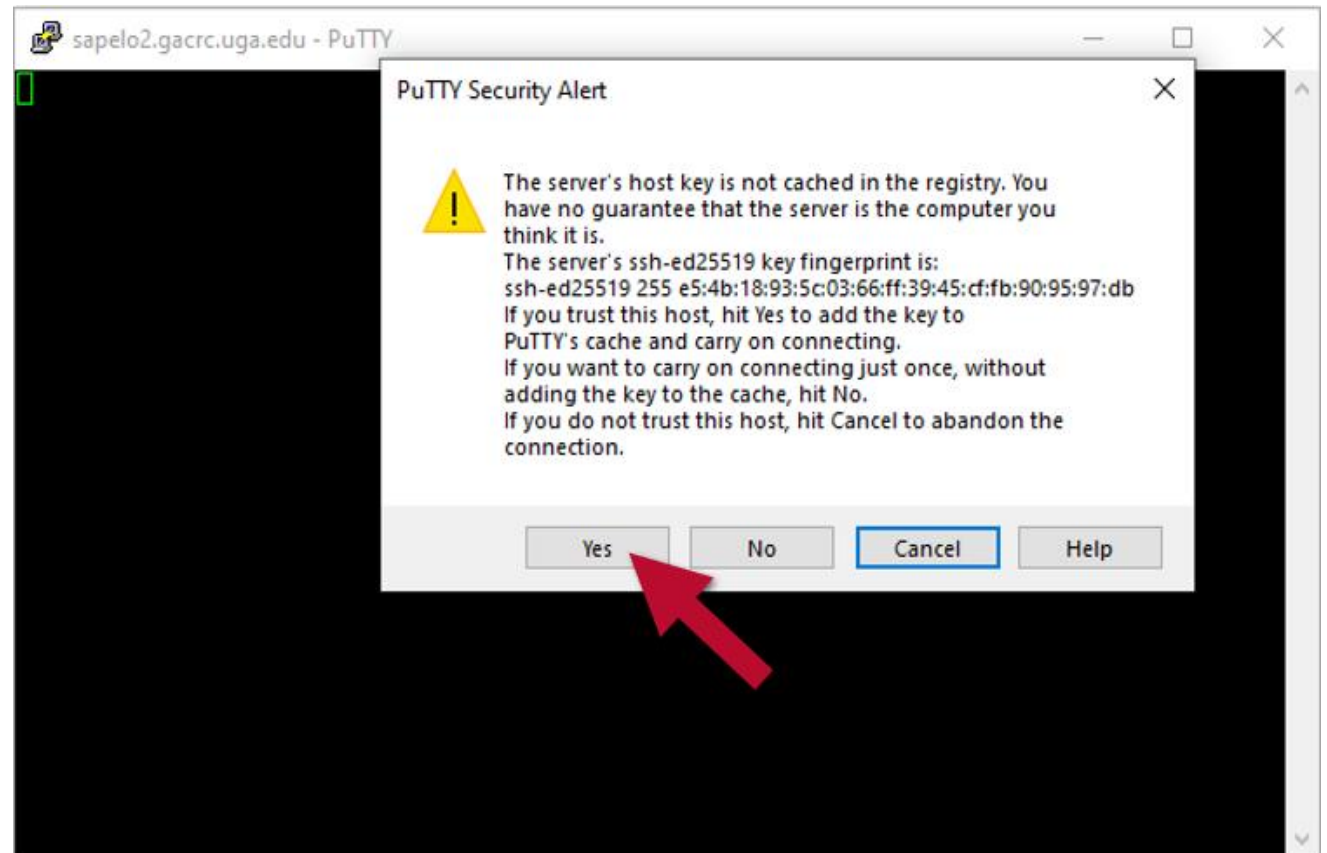 sapelo2.gacrc.uga.edu - PuTTY
PuTTY Security Alert
The server's host key is not cached in the registry. You
have no guarantee that the server is the computer you
think it is.
The server's ssh-ed25519 key fingerprint is:
ssh-ed25519 255 e5:4b:18:93:5c:03:66:ff:39:45:cf:fb:90:95:97:db
If you trust this host, hit Yes to add the key to
PuTTY's cache and carry on connecting.
If you want to carry on connecting just once, without
adding the key to the cache, hit No.
If you do not trust this host, hit Cancel to abandon the
connection.
Yes No Cancel Help